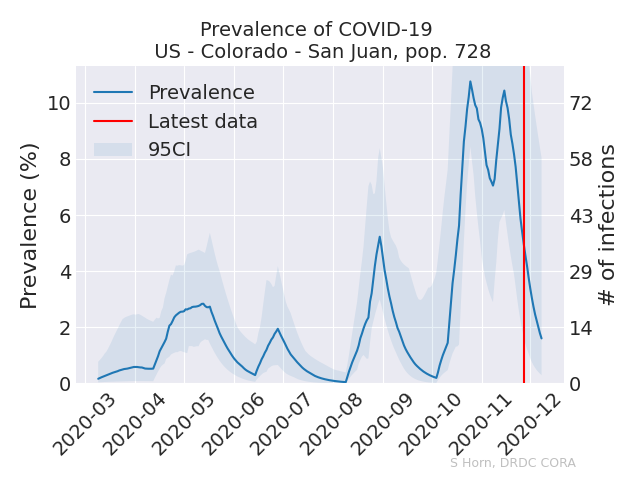 Prevalence of COVID-19
US - Colorado - San Juan, pop. 728
Prevalence
Latest data
95CI
Prevalence (%)
10
8
6
4
2
0
72
58
43
29
14
0
# of infections
2020-03
2020-04
2020-05
2020-06
2020-07
2020-08
2020-09
2020-10
2020-11
2020-12
S Horn, DRDC CORA